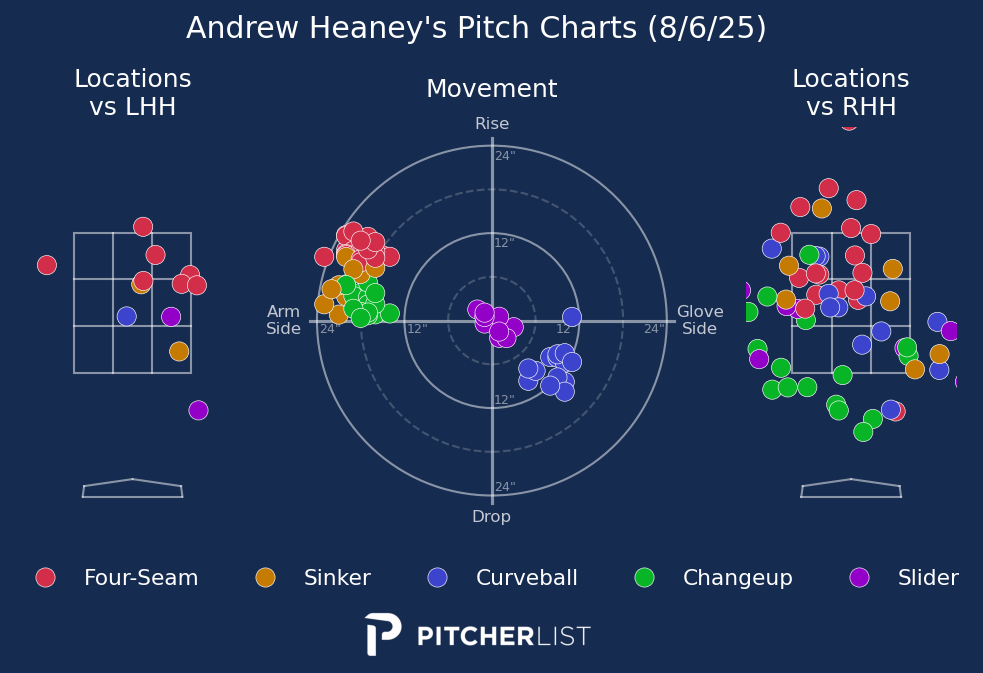 Andrew Heaney's Pitch Charts (8/6/25)
Locations
vs LHH
Movement
Locations
vs RHH
Rise
24"
12"
Arm
Side
24"
12"
12"
24"
Glove
Side
12"
24"
Drop
Four-Seam
Sinker
Curveball
Changeup
Slider
PITCHERLIST